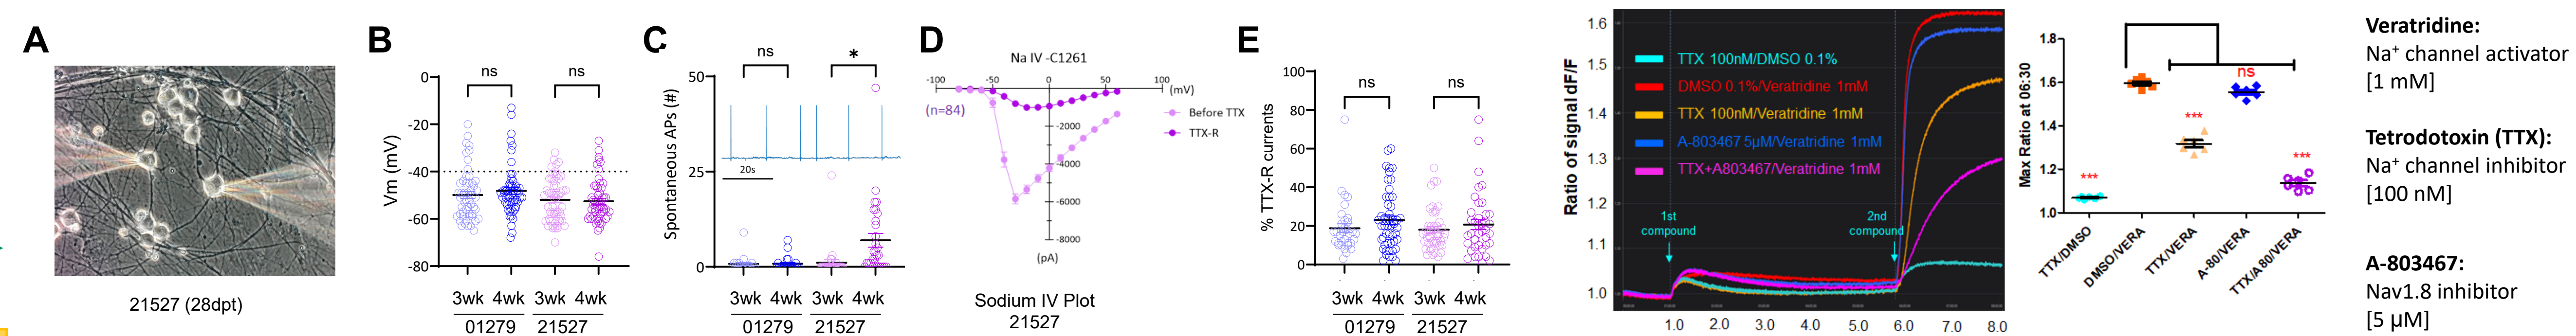 A
21527 (28dpt)
B
ns
ns
Vm (mV)
0
-20
-40
-60
-80
3wk 4wk 3wk 4wk
01279 21527
C
ns
*
Spontaneous APs (#)
50
25
0
20s
3wk 4wk 3wk 4wk
01279 21527
D
Na IV -C1261
-100 -50 0 50 100
(mV)
(n=84)
Before TTX
TTX-R
-2000
-4000
-6000
-8000
(pA)
Sodium IV Plot
21527
E
ns
ns
% TTX-R currents
100
80
60
40
20
0
3wk 4wk 3wk 4wk
01279 21527
Ratio of signal dF/F
1.6
1.5
1.4
1.3
1.2
1.1
1.0
TTX 100nM/DMSO 0.1%
DMSO 0.1%/Veratridine 1mM
TTX 100nM/Veratridine 1mM
A-803467 5µM/Veratridine 1mM
TTX+A803467/Veratridine 1mM
1st
compound
2nd
compound
1.0 2.0 3.0 4.0 5.0 6.0 7.0 8.0
Max Ratio at 06:30
1.8
1.6
1.4
1.2
1.0
***
***
ns
***
TTX/DMSO
DMSO/VERA
TTX/VERA
A-80/VERA
TTX/A80/VERA
Veratridine:
Na⁺ channel activator
[1 mM]
Tetrodotoxin (TTX):
Na⁺ channel inhibitor
[100 nM]
A-803467:
Nav1.8 inhibitor
[5 µM]